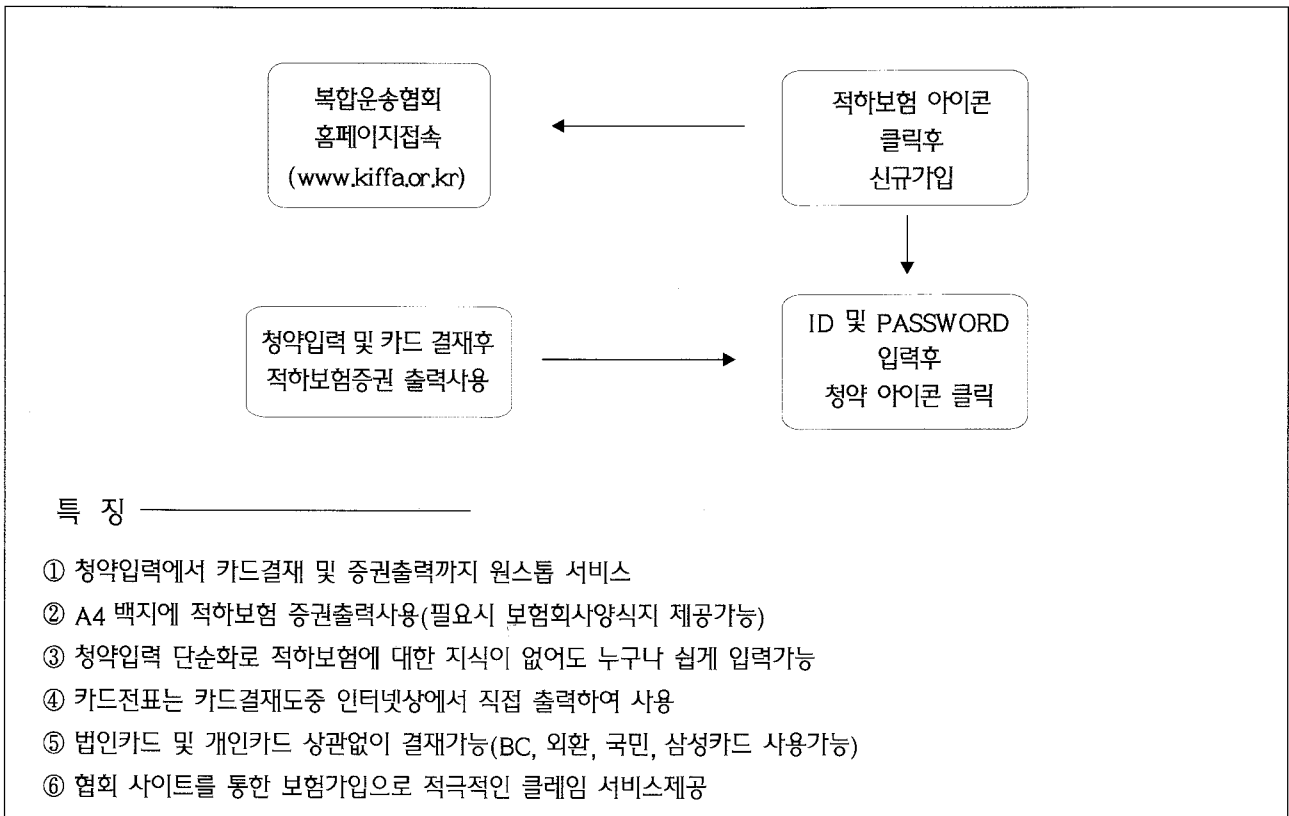 복합운송협회
홈페이지접속
(www.kiffa.or.kr)
적하보험 아이콘
클릭후
신규가입
청약입력 및 카드 결재후
적하보험증권 출력사용
ID 및 PASSWORD
입력후
청약 아이콘 클릭
특 징
① 청약입력에서 카드결재 및 증권출력까지 원스톱 서비스
② A4 백지에 적하보험 증권출력사용(필요시 보험회사양식지 제공가능)
③ 청약입력 단순화로 적하보험에 대한 지식이 없어도 누구나 쉽게 입력가능
④ 카드전표는 카드결재도중 인터넷상에서 직접 출력하여 사용
⑤ 법인카드 및 개인카드 상관없이 결재가능(BC, 외환, 국민, 삼성카드 사용가능)
⑥ 협회 사이트를 통한 보험가입으로 적극적인 클레임 서비스제공